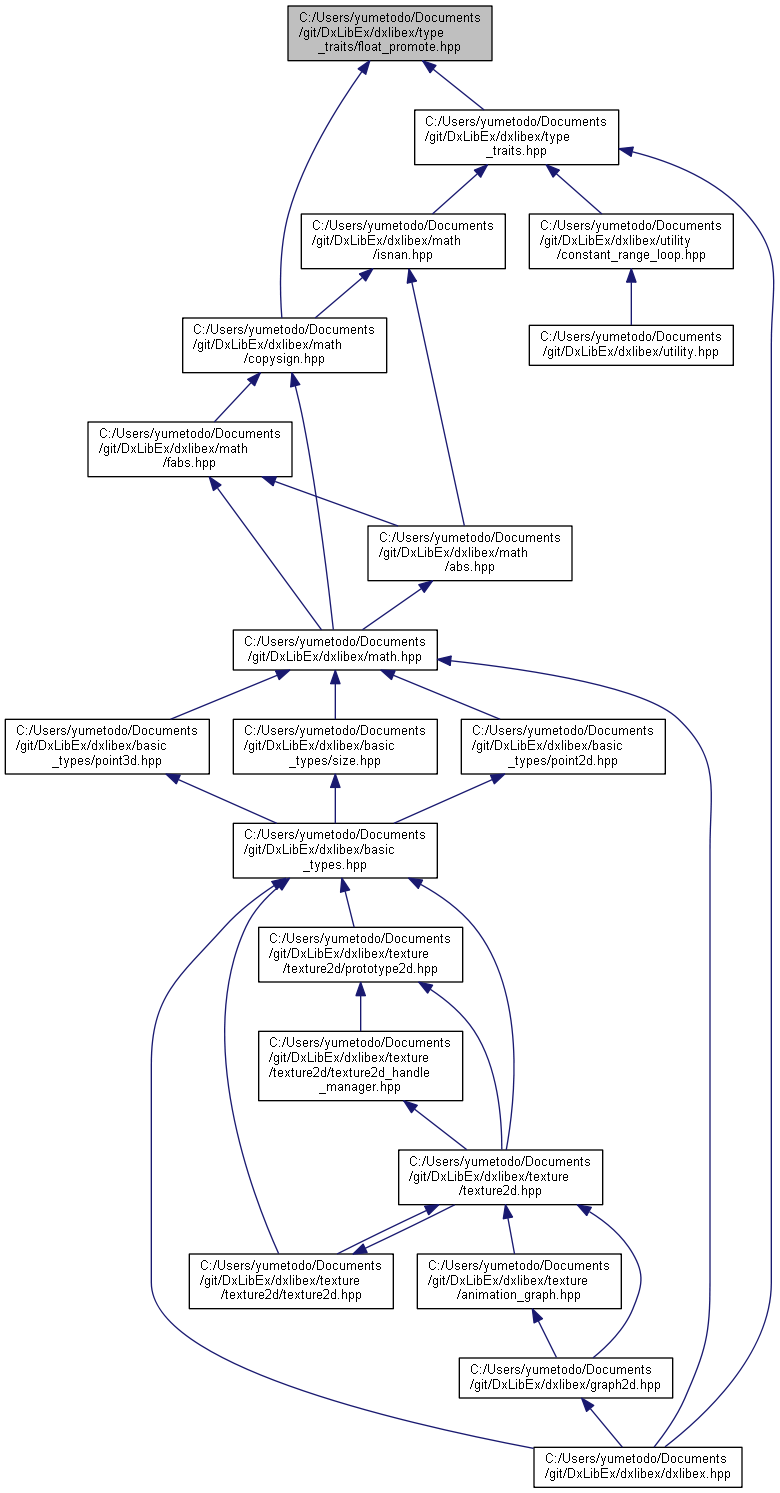 C:/Users/yumetodo/Documents
/git/DxLibEx/dxlibex/type
_traits/float_promote.hpp
C:/Users/yumetodo/Documents
/git/DxLibEx/dxlibex/type
_traits.hpp
C:/Users/yumetodo/Documents
/git/DxLibEx/dxlibex/math
/isnan.hpp
C:/Users/yumetodo/Documents
/git/DxLibEx/dxlibex/utility
/constant_range_loop.hpp
C:/Users/yumetodo/Documents
/git/DxLibEx/dxlibex/math
/copysign.hpp
C:/Users/yumetodo/Documents
/git/DxLibEx/dxlibex/utility.hpp
C:/Users/yumetodo/Documents
/git/DxLibEx/dxlibex/math
/fabs.hpp
C:/Users/yumetodo/Documents
/git/DxLibEx/dxlibex/math
/abs.hpp
C:/Users/yumetodo/Documents
/git/DxLibEx/dxlibex/math.hpp
C:/Users/yumetodo/Documents
/git/DxLibEx/dxlibex/basic
_types/point3d.hpp
C:/Users/yumetodo/Documents
/git/DxLibEx/dxlibex/basic
_types/size.hpp
C:/Users/yumetodo/Documents
/git/DxLibEx/dxlibex/basic
_types/point2d.hpp
C:/Users/yumetodo/Documents
/git/DxLibEx/dxlibex/basic
_types.hpp
C:/Users/yumetodo/Documents
/git/DxLibEx/dxlibex/texture
/texture2d/prototype2d.hpp
C:/Users/yumetodo/Documents
/git/DxLibEx/dxlibex/texture
/texture2d/texture2d_handle
_manager.hpp
C:/Users/yumetodo/Documents
/git/DxLibEx/dxlibex/texture
/texture2d.hpp
C:/Users/yumetodo/Documents
/git/DxLibEx/dxlibex/texture
/texture2d/texture2d.hpp
C:/Users/yumetodo/Documents
/git/DxLibEx/dxlibex/texture
/animation_graph.hpp
C:/Users/yumetodo/Documents
/git/DxLibEx/dxlibex/graph2d.hpp
C:/Users/yumetodo/Documents
/git/DxLibEx/dxlibex/dxlibex.hpp